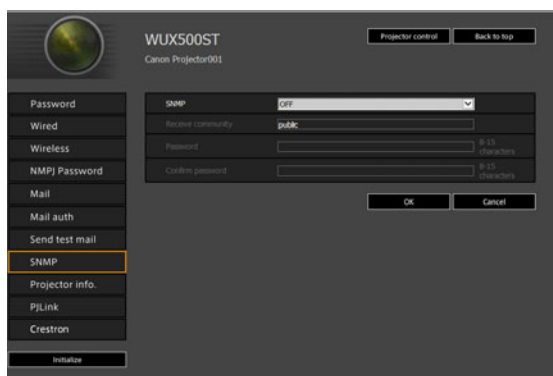 WUX500ST
Projector control
Back to top
Canon Projector001
Password
Wired
Wireless
NMPJ Password
Mail
Mail auth
Send test mail
SNMP
Projector info.
PJLink
Crestron
Initialize
SNMP
OFF
Receive community
public
Password
8-15
characters
Confirm password
8-15
characters
OK
Cancel